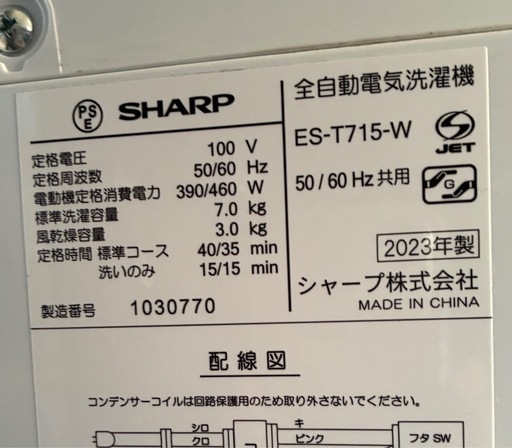 PS
E
SHARP
全自動電気洗濯機
ES-T715-W
JET
50/60 Hz 共用
G
2023年製
シャープ株式会社
MADE IN CHINA
定格電圧 100 V
定格周波数 50/60 Hz
電動機定格消費電力 390/460 W
標準洗濯容量 7.0 kg
風乾燥容量 3.0 kg
定格時間 標準コース 40/35 min
洗いのみ 15/15 min
製造番号 1030770
配線図
コンデンサーコイルは回路保護用のため取り外さないでください。
シロ
クロ
キ
ピンク
フタ SW